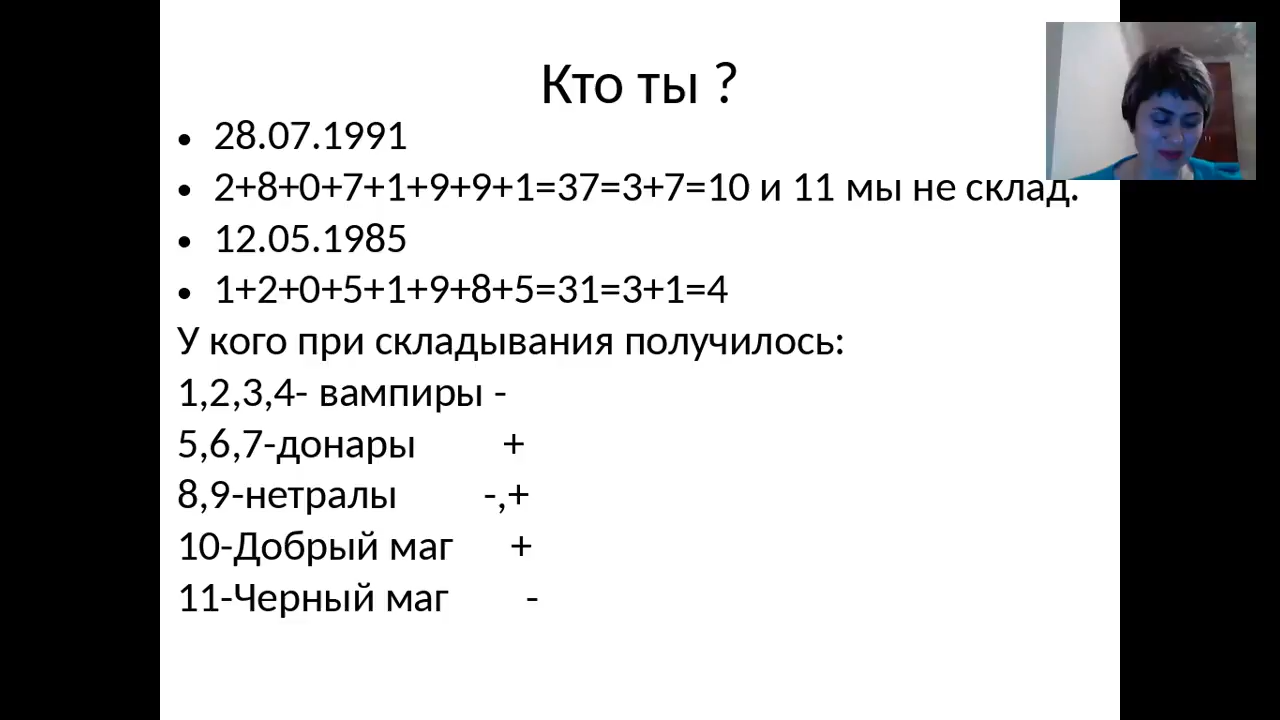 Кто ты ?
• 28.07.1991
• 2+8+0+7+1+9+9+1=37=3+7=10 и 11 мы не склад.
• 12.05.1985
• 1+2+0+5+1+9+8+5=31=3+1=4
У кого при складывания получилось:
1,2,3,4- вампиры -
5,6,7-донары +
8,9-нетралы -,+
10-Добрый маг +
11-Черный маг -